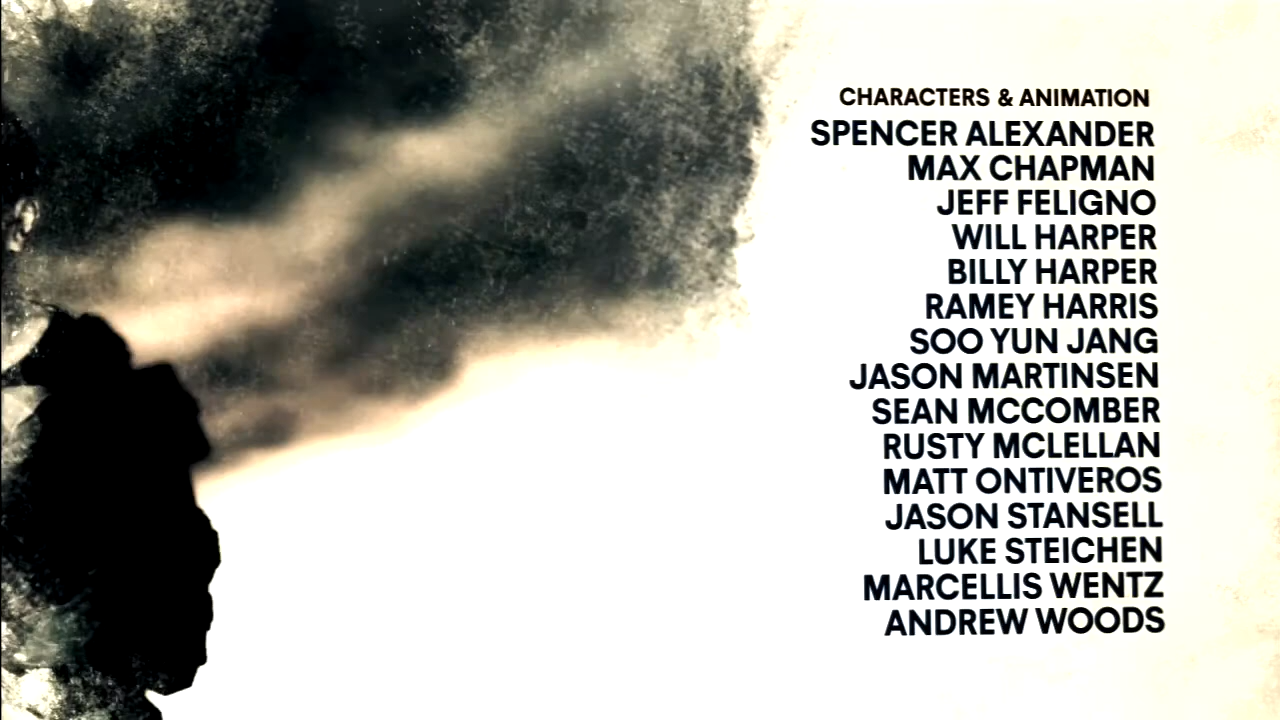 CHARACTERS & ANIMATION
SPENCER ALEXANDER
MAX CHAPMAN
JEFF FELIGNO
WILL HARPER
BILLY HARPER
RAMEY HARRIS
SOO YUN JANG
JASON MARTINSEN
SEAN MCCOMBER
RUSTY MCLELLAN
MATT ONTIVEROS
JASON STANSELL
LUKE STEICHEN
MARCELLIS WENTZ
ANDREW WOODS